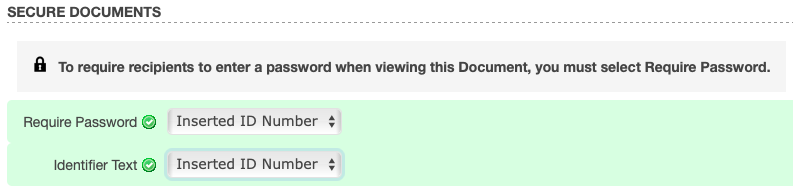 SECURE DOCUMENTS
To require recipients to enter a password when viewing this Document, you must select Require Password.
Require Password Inserted ID Number
Identifier Text Inserted ID Number